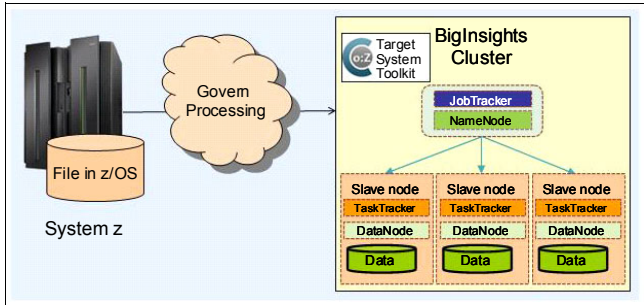 File in z/OS
System z
Govern
Processing
Co:Z
Target
System
Toolkit
BigInsights
Cluster
JobTracker
NameNode
Slave node
TaskTracker
DataNode
Data
Slave node
TaskTracker
DataNode
Data
Slave node
TaskTracker
DataNode
Data